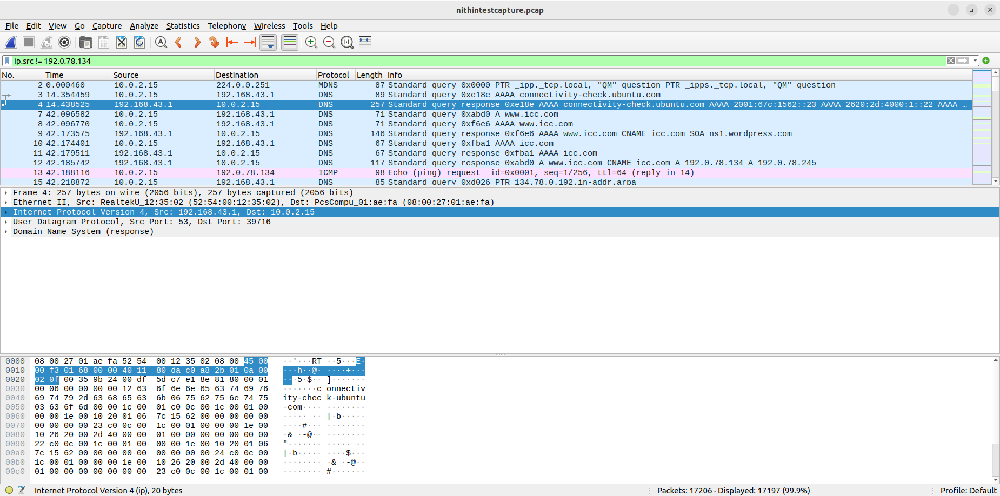 nithintestcapture.pcap
File Edit View Go Capture Analyze Statistics Telephony Wireless Tools Help
ip.src != 192.0.78.134
No. Time Source Destination Protocol Length Info
2 0.000460 10.0.2.15 224.0.0.251 MDNS 87 Standard query 0x0000 PTR _ipp._tcp.local, "QM" question PTR _ipps._tcp.local, "QM" question
3 14.354459 10.0.2.15 192.168.43.1 DNS 89 Standard query 0xe18e AAAA connectivity-check.ubuntu.com
4 14.438525 192.168.43.1 10.0.2.15 DNS 257 Standard query response 0xe18e AAAA connectivity-check.ubuntu.com AAAA 2001:67c:1562::23 AAAA 2620:2d:4000:1::22 AAAA …
7 42.096582 10.0.2.15 192.168.43.1 DNS 71 Standard query 0xabd0 A www.icc.com
8 42.096770 10.0.2.15 192.168.43.1 DNS 71 Standard query 0xf6e6 AAAA www.icc.com
9 42.173575 192.168.43.1 10.0.2.15 DNS 146 Standard query response 0xf6e6 AAAA www.icc.com CNAME icc.com SOA ns1.wordpress.com
10 42.174401 10.0.2.15 192.168.43.1 DNS 67 Standard query 0xfba1 AAAA icc.com
11 42.179511 192.168.43.1 10.0.2.15 DNS 67 Standard query response 0xfba1 AAAA icc.com
12 42.185742 192.168.43.1 10.0.2.15 DNS 117 Standard query response 0xabd0 A www.icc.com CNAME icc.com A 192.0.78.134 A 192.0.78.245
13 42.188116 10.0.2.15 192.0.78.134 ICMP 98 Echo (ping) request id=0x0001, seq=1/256, ttl=64 (reply in 14)
15 42.218872 10.0.2.15 192.168.43.1 DNS 85 Standard query 0xd026 PTR 134.78.0.192.in-addr.arpa
Frame 4: 257 bytes on wire (2056 bits), 257 bytes captured (2056 bits)
Ethernet II, Src: RealtekU_12:35:02 (52:54:00:12:35:02), Dst: PcsCompu_01:ae:fa (08:00:27:01:ae:fa)
Internet Protocol Version 4, Src: 192.168.43.1, Dst: 10.0.2.15
User Datagram Protocol, Src Port: 53, Dst Port: 39716
Domain Name System (response)
0000 08 00 27 01 ae fa 52 54 00 12 35 02 08 00 45 00 ··'···RT ··5···E·
0010 00 f3 01 68 00 00 40 11 80 da c0 a8 2b 01 0a 00 ···h··@· ····+···
0020 02 0f 00 35 9b 24 00 df 5d c7 e1 8e 81 80 00 01 ···5·$·· ]·······
0030 00 06 00 00 00 00 12 63 6f 6e 6e 65 63 74 69 76 ·······c onnectiv
0040 69 74 79 2d 63 68 65 63 6b 06 75 62 75 6e 74 75 ity-chec k·ubuntu
0050 03 63 6f 6d 00 00 1c 00 01 c0 0c 00 1c 00 01 00 ·com···· ········
0060 00 00 1e 00 10 20 01 06 7c 15 62 00 00 00 00 00 ····· ·· |·b·····
0070 00 00 00 00 23 c0 0c 00 1c 00 01 00 00 00 1e 00 ····#··· ········
0080 10 26 20 00 2d 40 00 00 01 00 00 00 00 00 00 00 ·& ·-@·· ········
0090 22 c0 0c 00 1c 00 01 00 00 00 1e 00 10 20 01 06 "······· ····· ··
00a0 7c 15 62 00 00 00 00 00 00 00 00 00 24 c0 0c 00 |·b····· ····$···
00b0 1c 00 01 00 00 00 1e 00 10 26 20 00 2d 40 00 00 ········ ·& ·-@··
00c0 01 00 00 00 00 00 00 00 23 c0 0c 00 1c 00 01 00 ········ #·······
Internet Protocol Version 4 (ip), 20 bytes Packets: 17206 · Displayed: 17197 (99.9%) Profile: Default